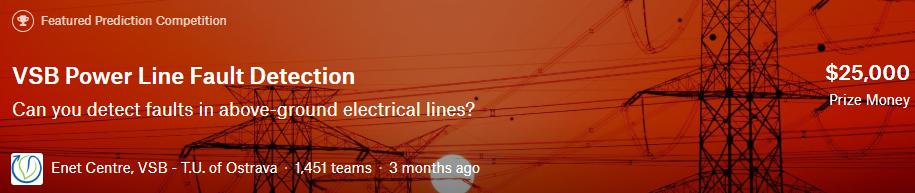 Featured Prediction Competition
VSB Power Line Fault Detection
$25,000
Can you detect faults in above-ground electrical lines?
Prize Money
Enet Centre, VSB - T.U. of Ostrava · 1,451 teams · 3 months ago